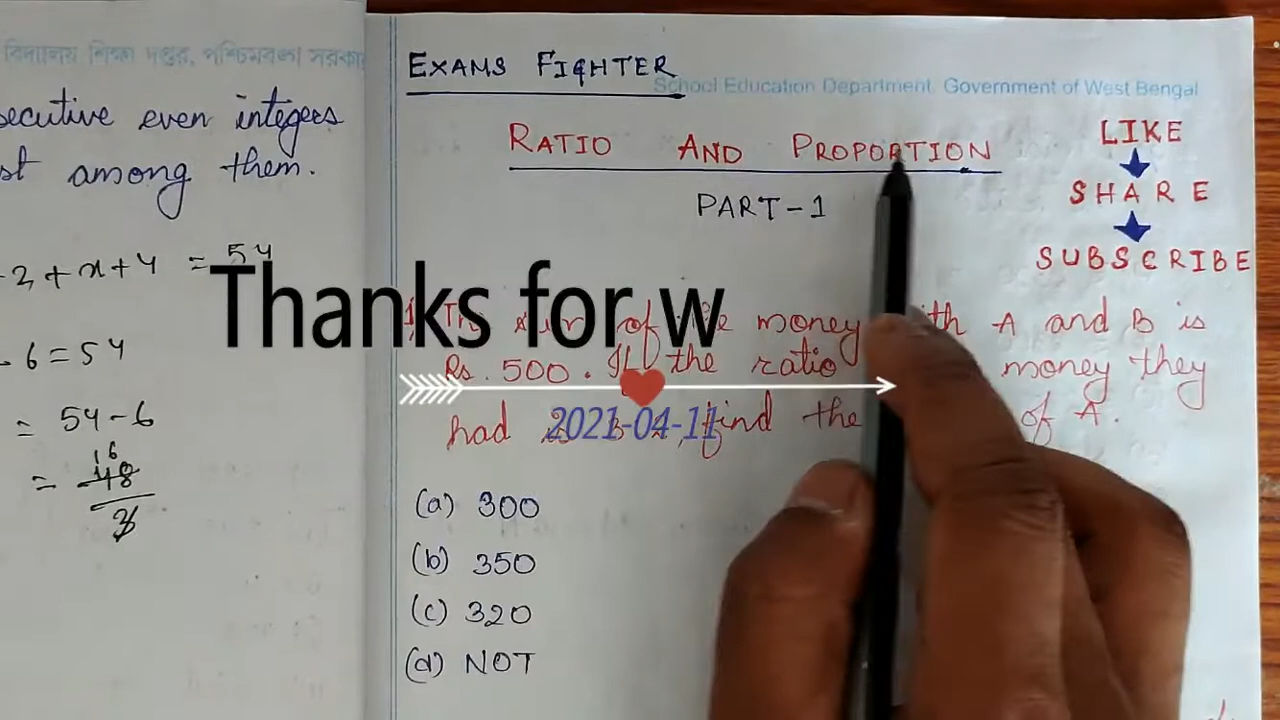 বিদ্যালয় শিক্ষা দপ্তর, পশ্চিমবঙ্গ সরকার
secutive even integers
st among them.
2 + x + 4 = 54
6 = 54
= 54 - 6
16
= 48
3
EXAMS FIGHTER
School Education Department. Government of West Bengal
RATIO AND PROPORTION
PART-1
LIKE
SHARE
SUBSCRIBE
Thanks for w
of the money with A and B is
Rs. 500. If the ratio money they
had find the of A.
2021-04-11
(a) 300
(b) 350
(c) 320
(d) NOT